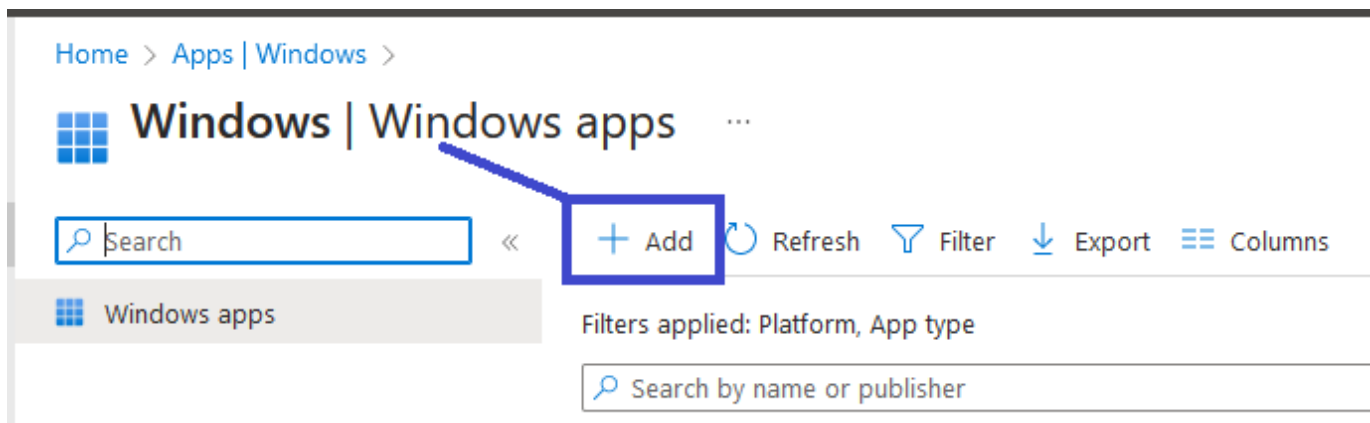 Home > Apps | Windows >
Windows | Windows apps ...
Search « + Add Refresh Filter Export Columns
Windows apps
Filters applied: Platform, App type
Search by name or publisher